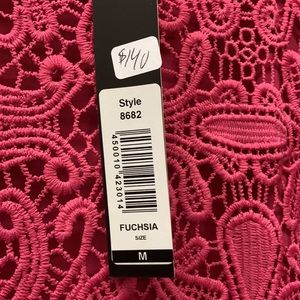 $140
Style
8682
450010423014
FUCHSIA
SIZE
M